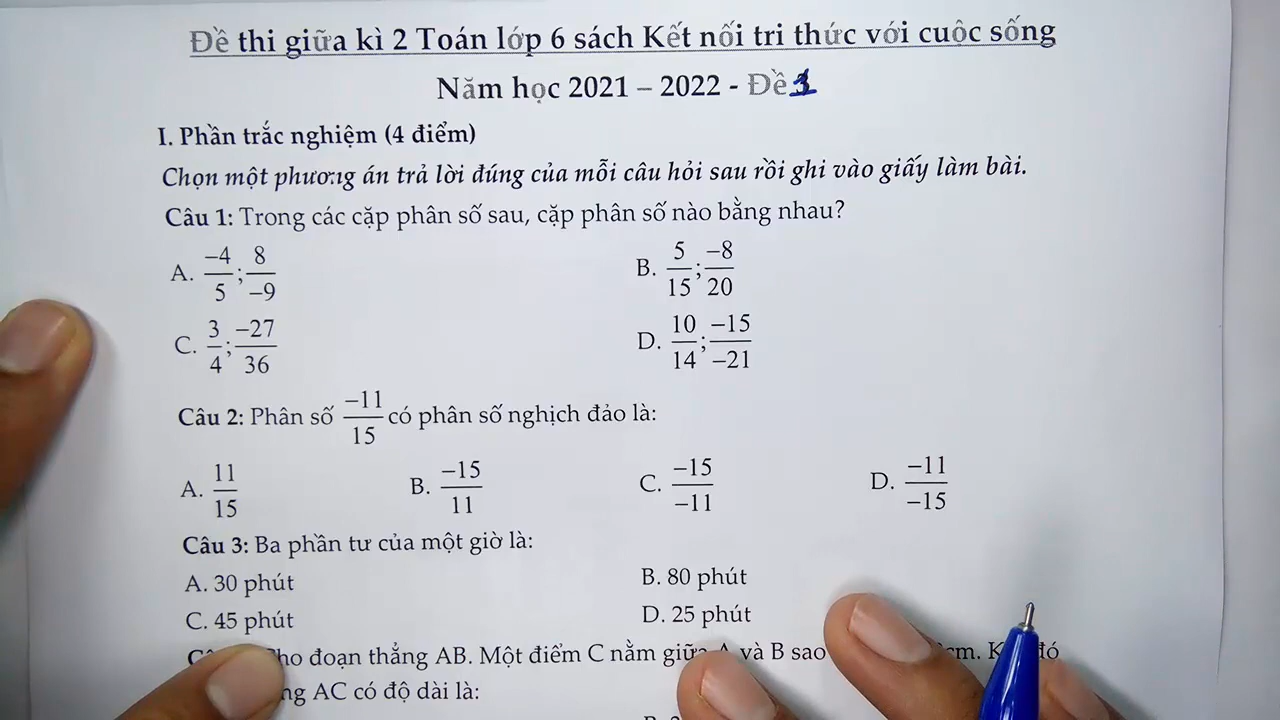 Đề thi giữa kì 2 Toán lớp 6 sách Kết nối tri thức với cuộc sống
Năm học 2021 – 2022 - Đề
I. Phần trắc nghiệm (4 điểm)
Chọn một phương án trả lời đúng của mỗi câu hỏi sau rồi ghi vào giấy làm bài.
Câu 1: Trong các cặp phân số sau, cặp phân số nào bằng nhau?
A. −4/5 ; 8/−9 B. 5/15 ; −8/20
C. 3/4 ; −27/36 D. 10/14 ; −15/−21
Câu 2: Phân số −11/15 có phân số nghịch đảo là:
A. 11/15 B. −15/11 C. −15/−11 D. −11/−15
Câu 3: Ba phần tư của một giờ là:
A. 30 phút B. 80 phút
C. 45 phút D. 25 phút
đoạn thẳng AB. Một điểm C nằm và B sao
AC có độ dài là: